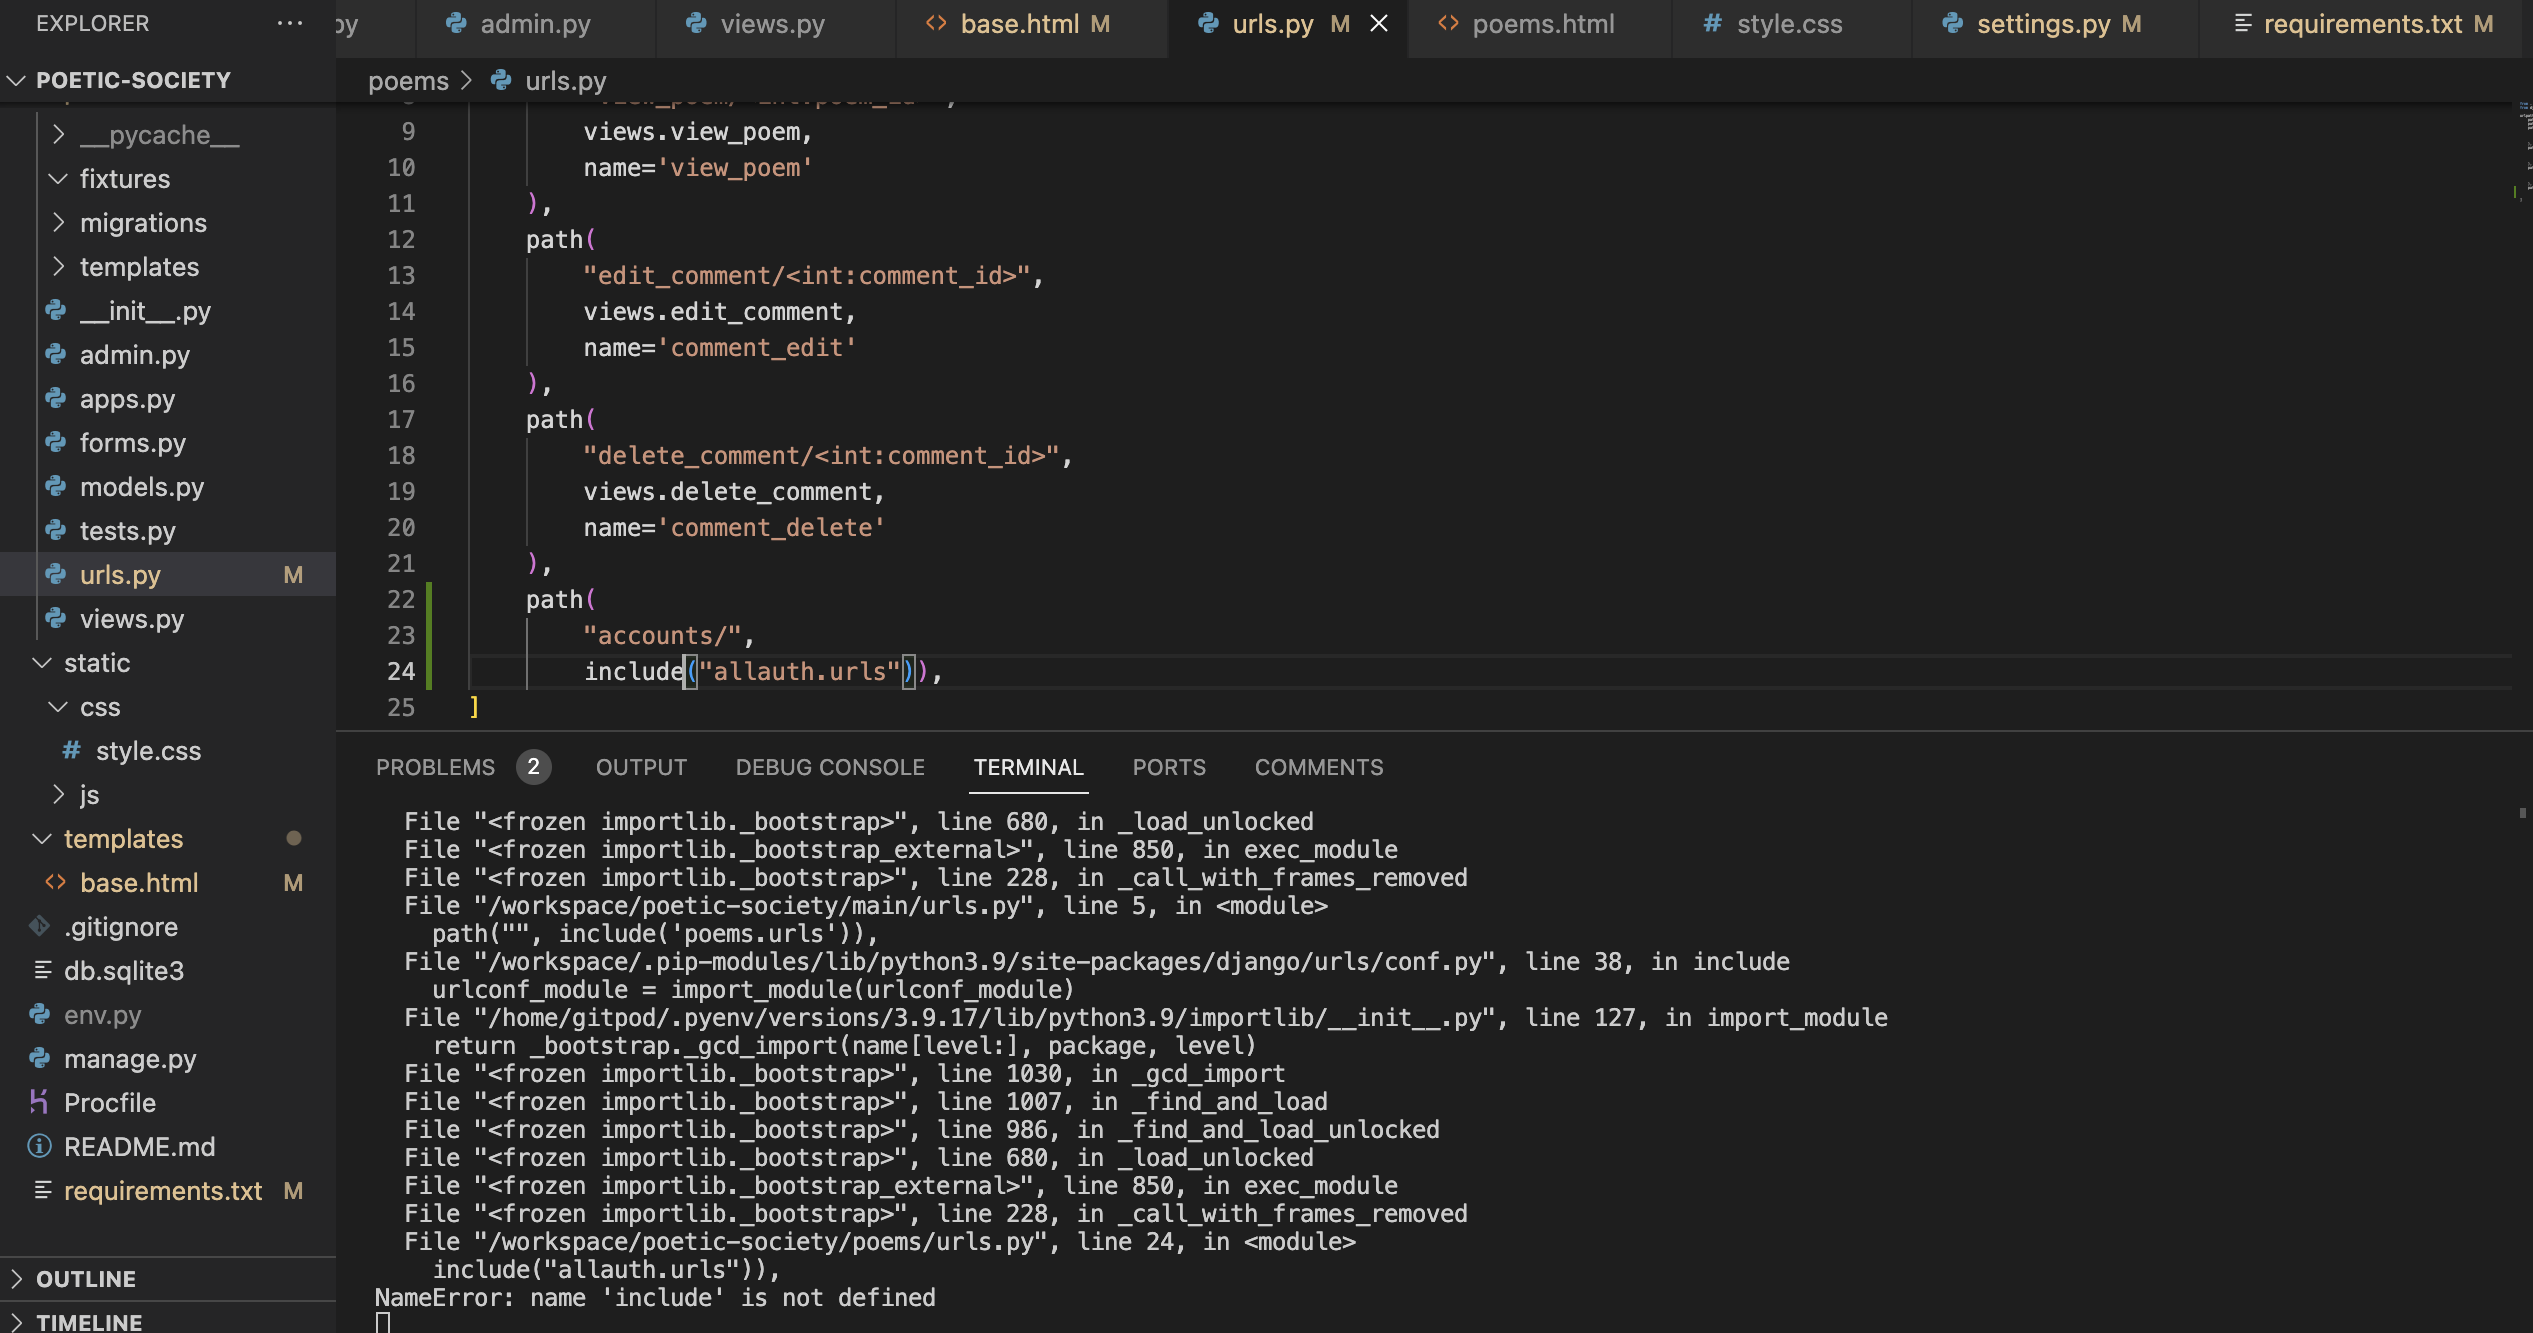 EXPLORER
···
py
admin.py
views.py
base.html M
urls.py M
poems.html
# style.css
settings.py M
requirements.txt M
POETIC-SOCIETY
__pycache__
fixtures
migrations
templates
__init__.py
admin.py
apps.py
forms.py
models.py
tests.py
urls.py M
views.py
static
css
# style.css
js
templates
base.html M
.gitignore
db.sqlite3
env.py
manage.py
Procfile
README.md
requirements.txt M
OUTLINE
TIMELINE
poems > urls.py
9 views.view_poem,
10 name='view_poem'
11 ),
12 path(
13 "edit_comment/<int:comment_id>",
14 views.edit_comment,
15 name='comment_edit'
16 ),
17 path(
18 "delete_comment/<int:comment_id>",
19 views.delete_comment,
20 name='comment_delete'
21 ),
22 path(
23 "accounts/",
24 include("allauth.urls")),
25 ]
PROBLEMS 2 OUTPUT DEBUG CONSOLE TERMINAL PORTS COMMENTS
File "<frozen importlib._bootstrap>", line 680, in _load_unlocked
File "<frozen importlib._bootstrap_external>", line 850, in exec_module
File "<frozen importlib._bootstrap>", line 228, in _call_with_frames_removed
File "/workspace/poetic-society/main/urls.py", line 5, in <module>
path("", include('poems.urls')),
File "/workspace/.pip-modules/lib/python3.9/site-packages/django/urls/conf.py", line 38, in include
urlconf_module = import_module(urlconf_module)
File "/home/gitpod/.pyenv/versions/3.9.17/lib/python3.9/importlib/__init__.py", line 127, in import_module
return _bootstrap._gcd_import(name[level:], package, level)
File "<frozen importlib._bootstrap>", line 1030, in _gcd_import
File "<frozen importlib._bootstrap>", line 1007, in _find_and_load
File "<frozen importlib._bootstrap>", line 986, in _find_and_load_unlocked
File "<frozen importlib._bootstrap>", line 680, in _load_unlocked
File "<frozen importlib._bootstrap_external>", line 850, in exec_module
File "<frozen importlib._bootstrap>", line 228, in _call_with_frames_removed
File "/workspace/poetic-society/poems/urls.py", line 24, in <module>
include("allauth.urls")),
NameError: name 'include' is not defined